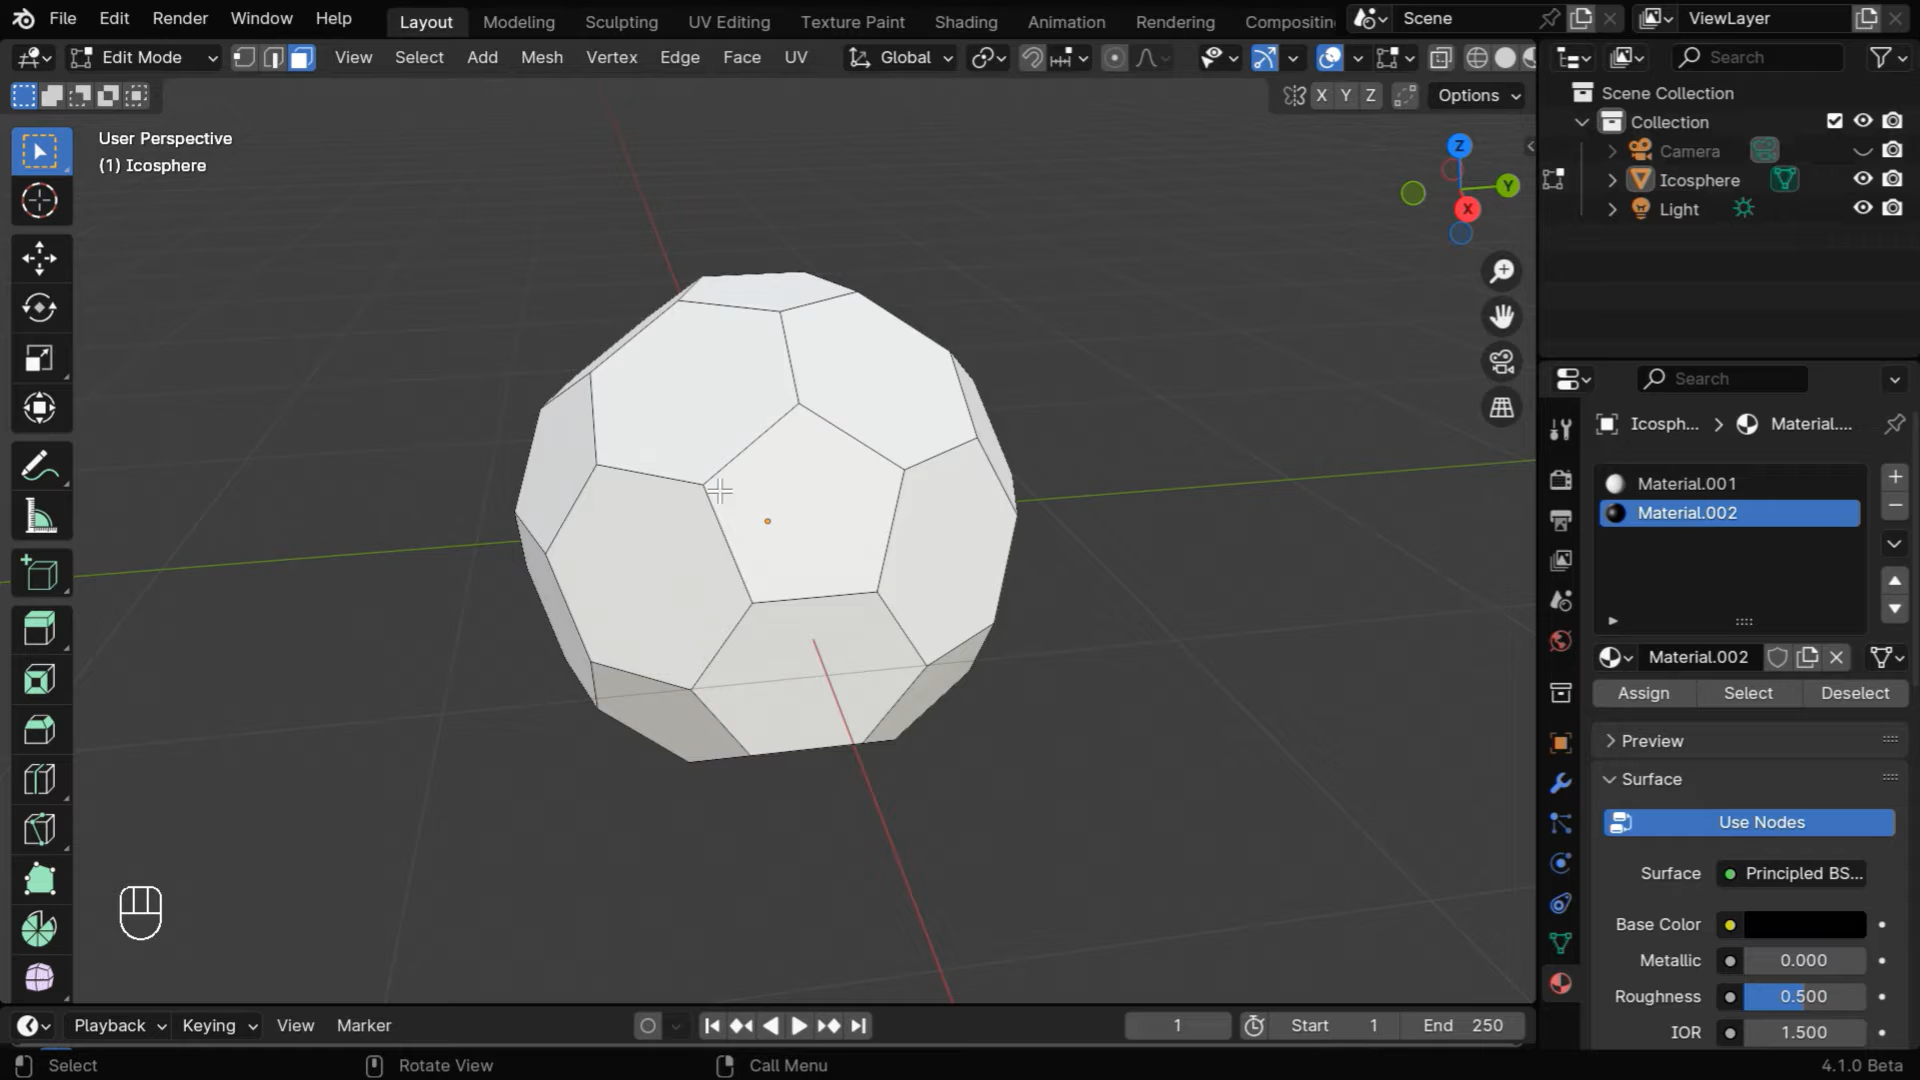 File Edit Render Window Help Layout Modeling Sculpting UV Editing Texture Paint Shading Animation Rendering Compositin Scene ViewLayer
Edit Mode View Select Add Mesh Vertex Edge Face UV Global Search
X Y Z Options
User Perspective
(1) Icosphere
Z
Y
X
Scene Collection
Collection
Camera
Icosphere
Light
Search
Icosph... Material....
Material.001
Material.002
Material.002
Assign Select Deselect
Preview
Surface
Use Nodes
Surface Principled BS...
Base Color
Metallic 0.000
Roughness 0.500
IOR 1.500
Playback Keying View Marker 1 Start 1 End 250
Select Rotate View Call Menu 4.1.0 Beta